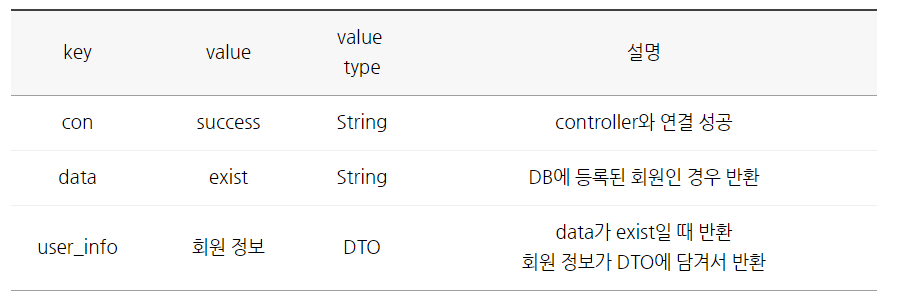 key value value type 설명
con success String controller와 연결 성공
data exist String DB에 등록된 회원인 경우 반환
user_info 회원 정보 DTO data가 exist일 때 반환
회원 정보가 DTO에 담겨서 반환